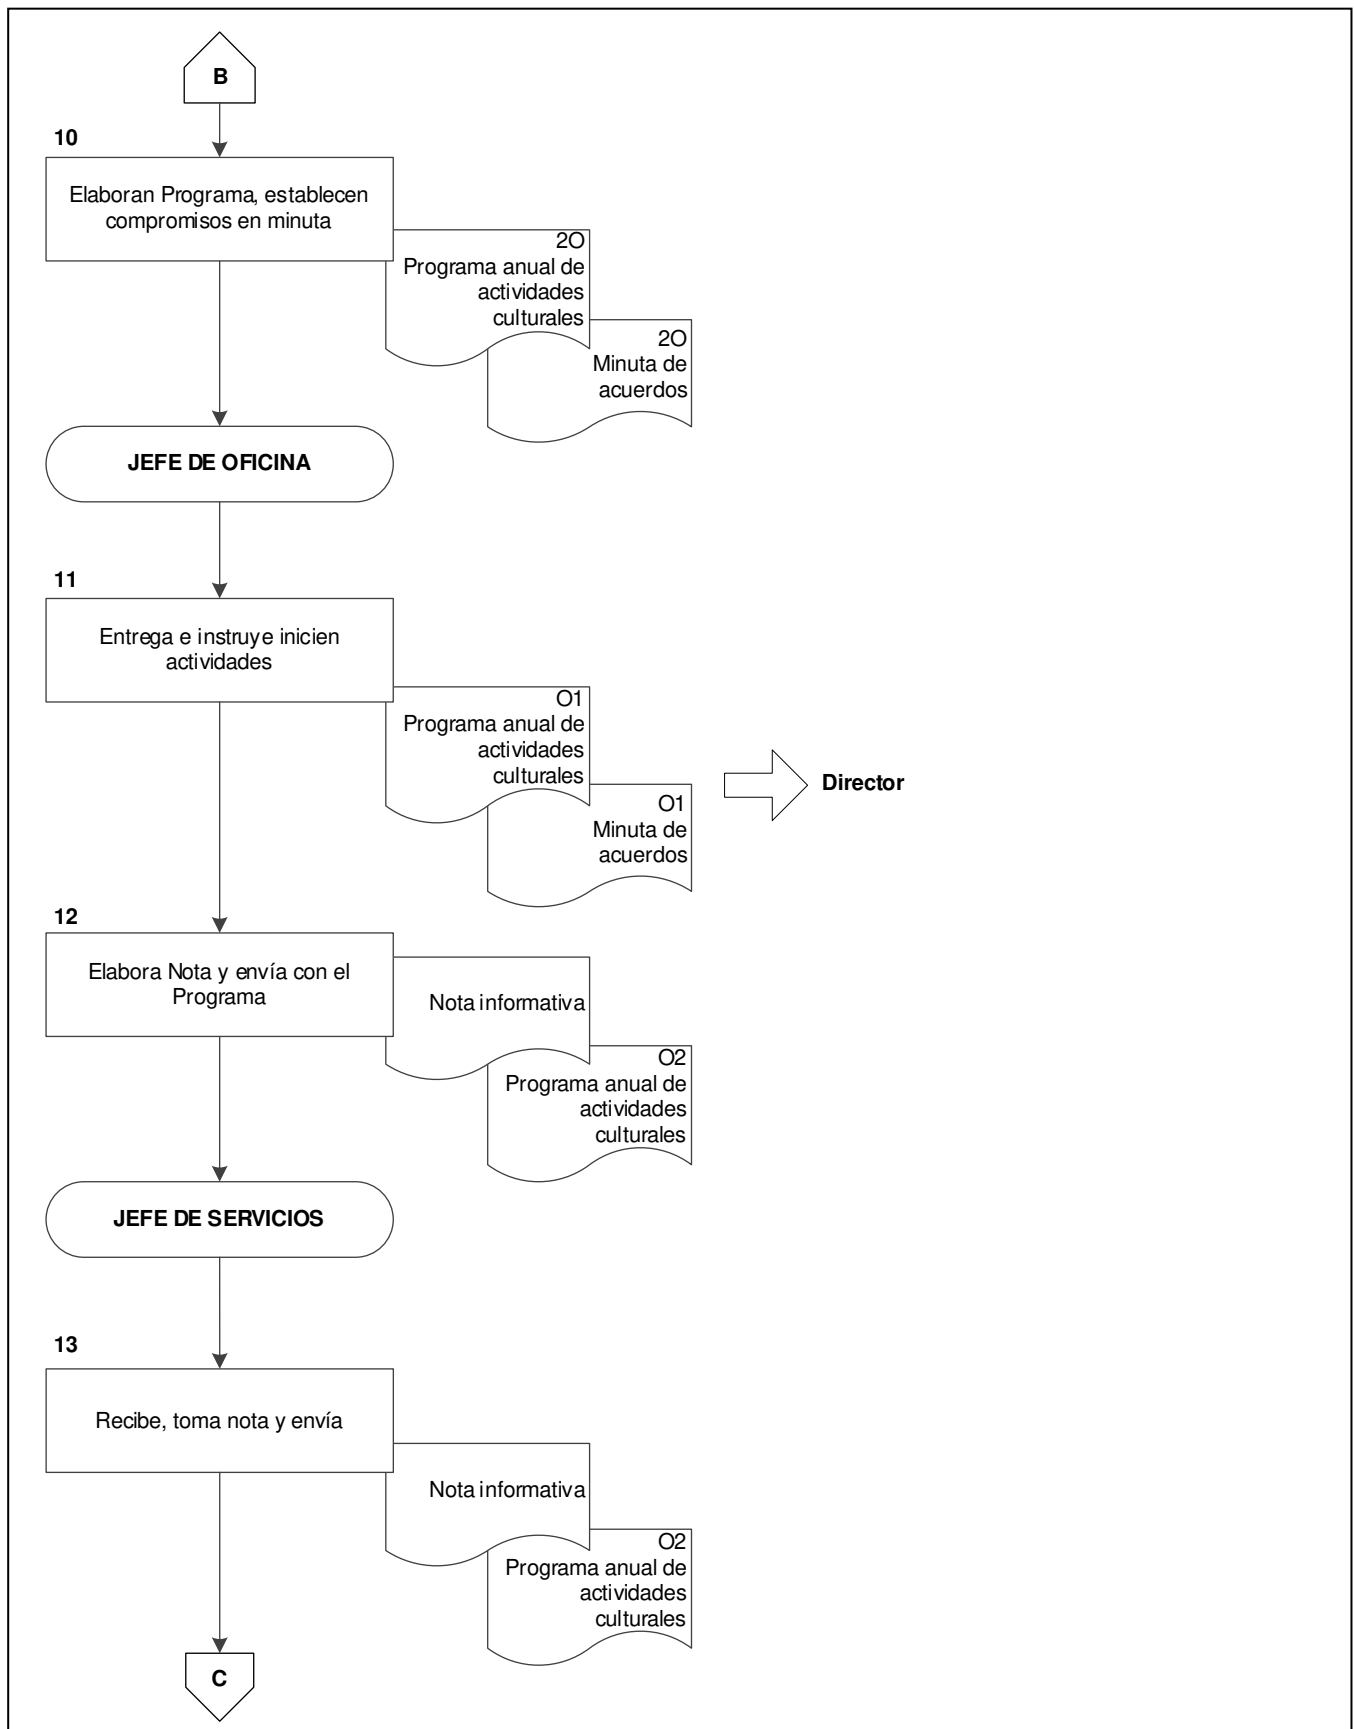 B
10
Elaboran Programa, establecen
compromisos en minuta
2O
Programa anual de
actividades
culturales
2O
Minuta de
acuerdos
JEFE DE OFICINA
11
Entrega e instruye inicien
actividades
O1
Programa anual de
actividades
culturales
O1
Minuta de
acuerdos
Director
12
Elabora Nota y envía con el
Programa
Nota informativa
O2
Programa anual de
actividades
culturales
JEFE DE SERVICIOS
13
Recibe, toma nota y envía
Nota informativa
O2
Programa anual de
actividades
culturales
C